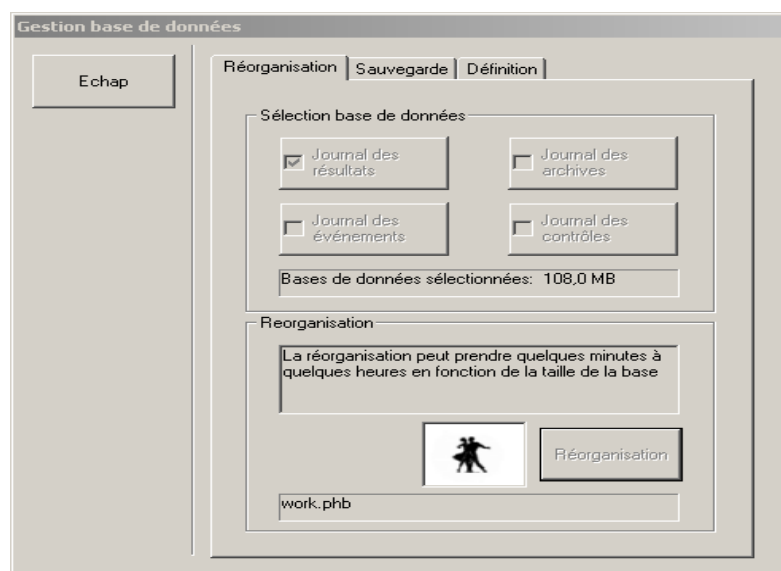 Gestion base de données
Echap
Réorganisation
Sauvegarde
Définition
Sélection base de données
Journal des
résultats
Journal des
archives
Journal des
événements
Journal des
contrôles
Bases de données sélectionnées: 108,0 MB
Reorganisation
La réorganisation peut prendre quelques minutes à
quelques heures en fonction de la taille de la base
Réorganisation
work.phb